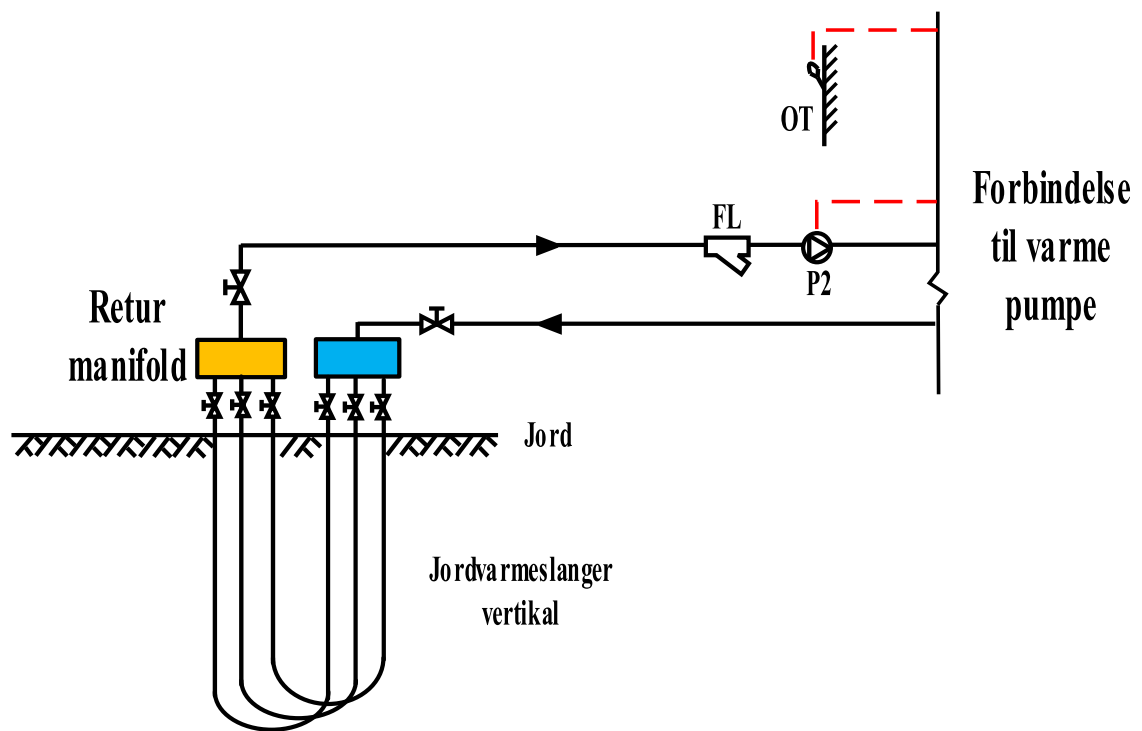 OT
Forbindelse
til varme
pumpe
FL
P2
Retur
manifold
Jord
Jordvarmeslanger
vertikal